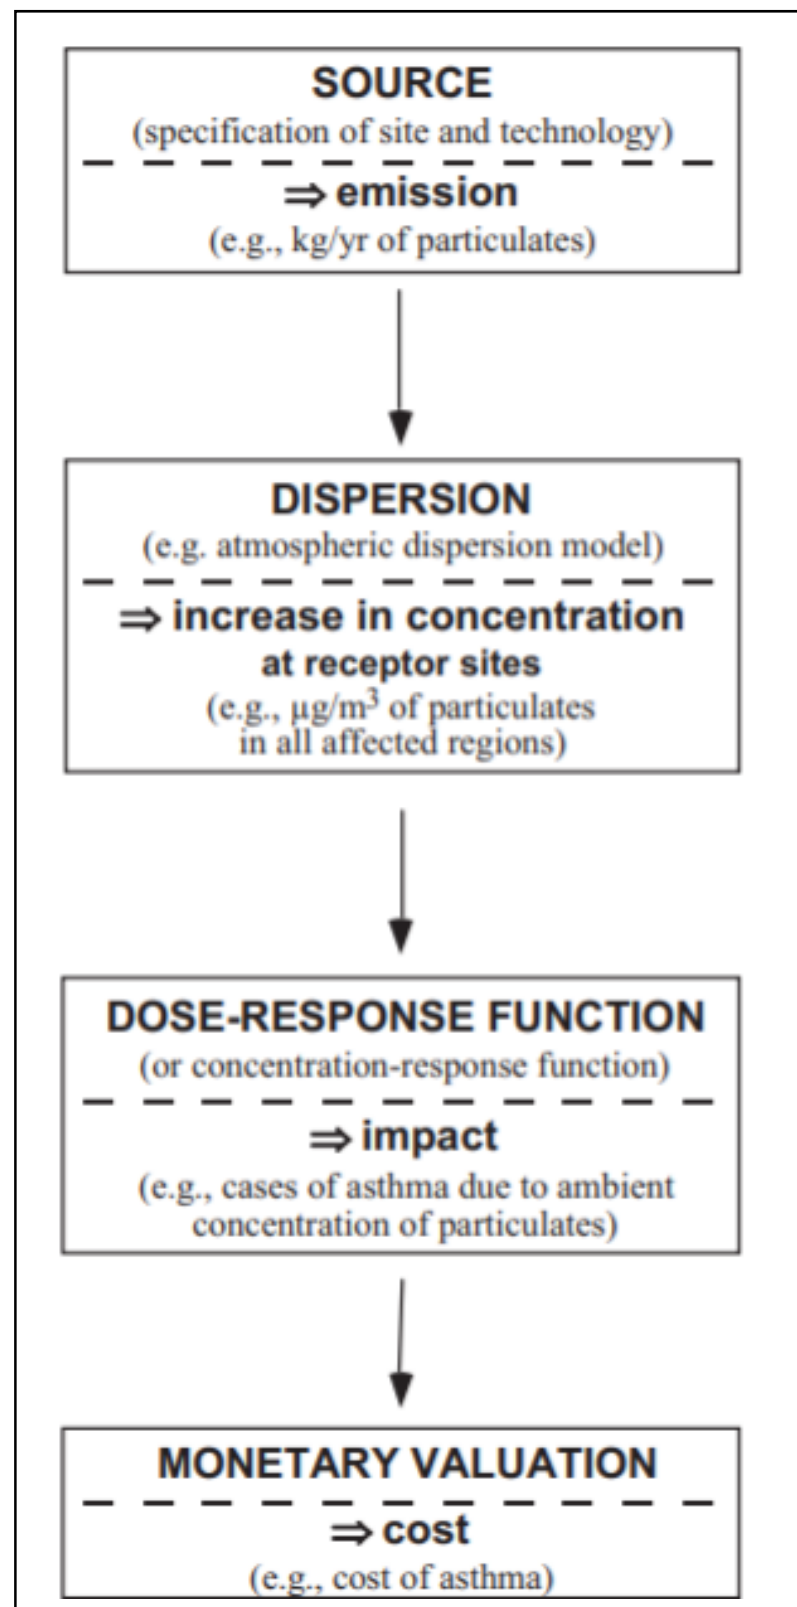 SOURCE
(specification of site and technology)
⇒ emission
(e.g., kg/yr of particulates)
DISPERSION
(e.g. atmospheric dispersion model)
⇒ increase in concentration
at receptor sites
(e.g., µg/m³ of particulates
in all affected regions)
DOSE-RESPONSE FUNCTION
(or concentration-response function)
⇒ impact
(e.g., cases of asthma due to ambient
concentration of particulates)
MONETARY VALUATION
⇒ cost
(e.g., cost of asthma)